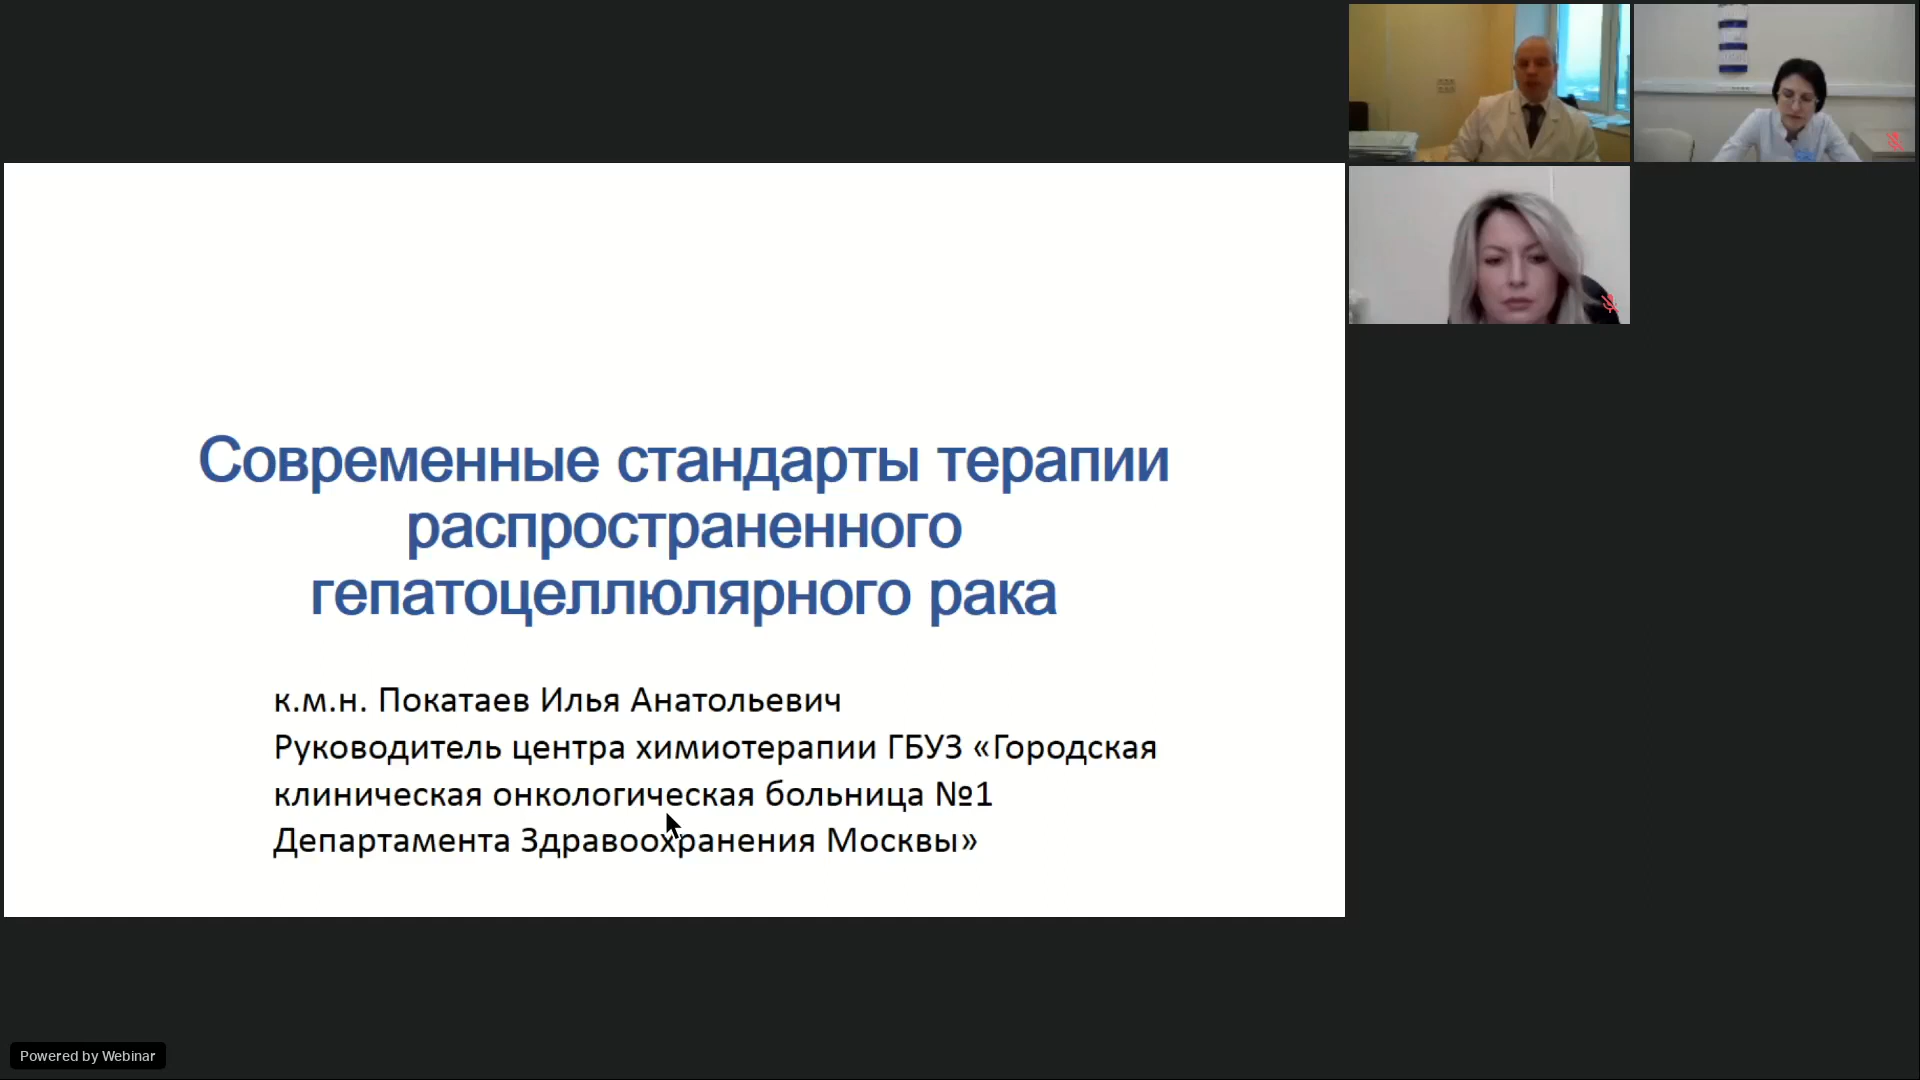 Современные стандарты терапии
распространенного
гепатоцеллюлярного рака
к.м.н. Покатаев Илья Анатольевич
Руководитель центра химиотерапии ГБУЗ «Городская
клиническая онкологическая больница №1
Департамента Здравоохранения Москвы»
Powered by Webinar